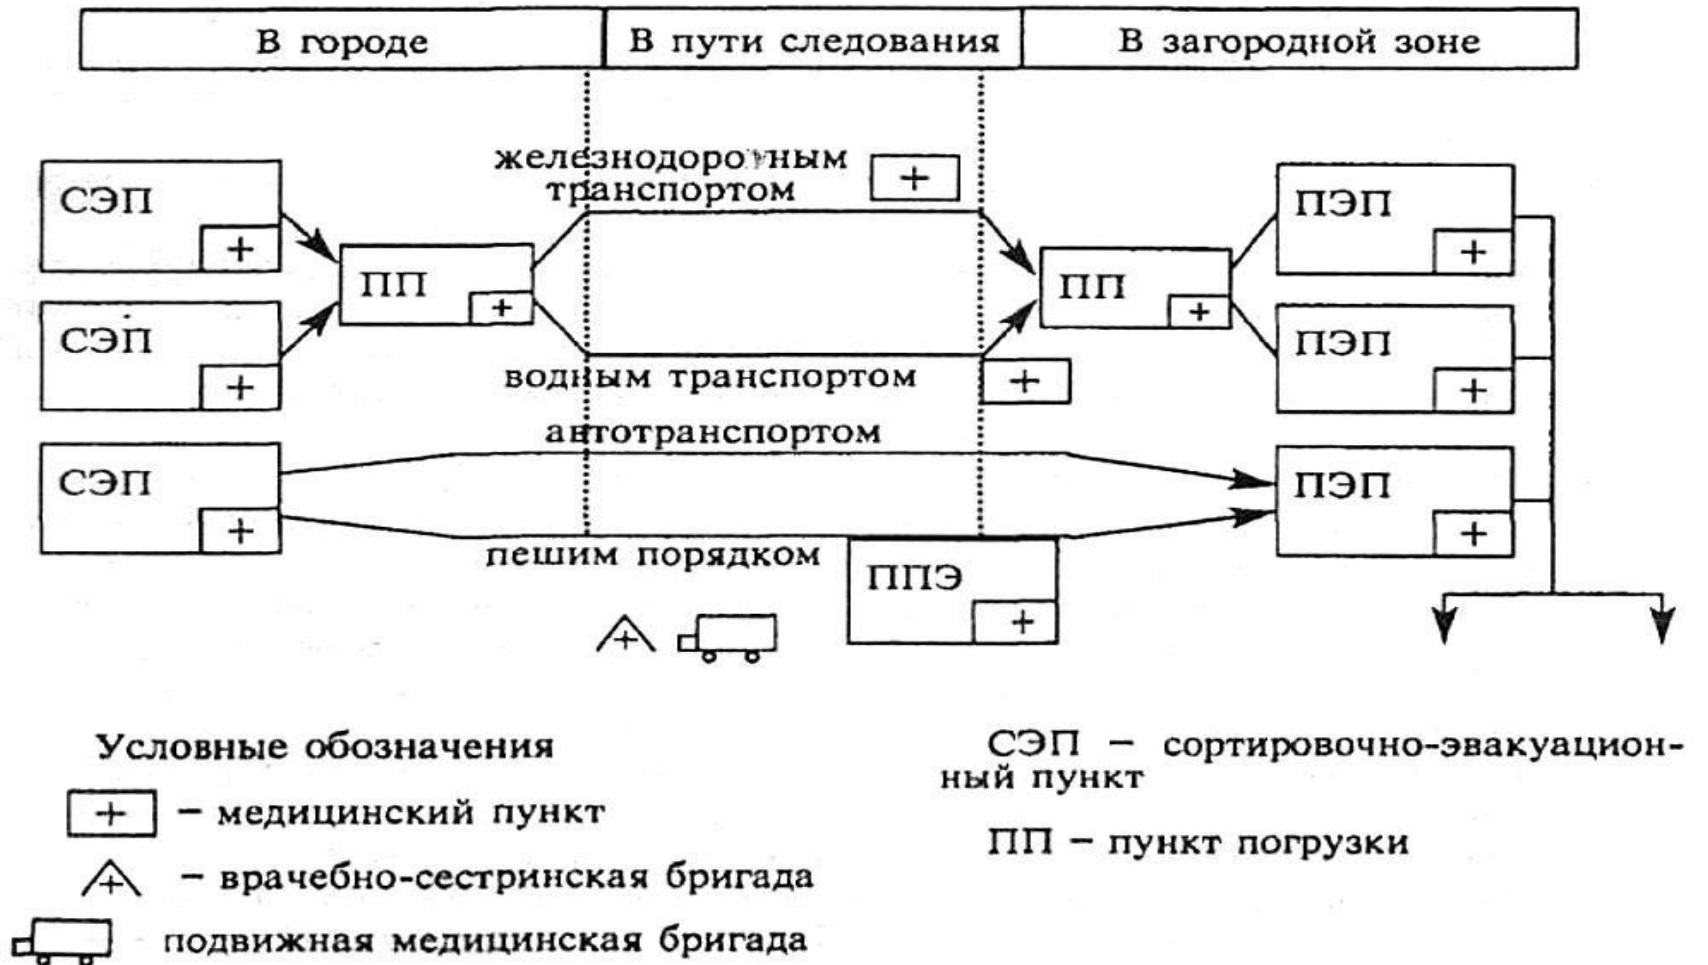 В городе
В пути следования
В загородной зоне
железнодорожным
транспортом
СЭП
ПЭП
ПП
ПП
СЭП
ПЭП
водным транспортом
автотранспортом
СЭП
ПЭП
пешим порядком
ППЭ
Условные обозначения
– медицинский пункт
– врачебно-сестринская бригада
подвижная медицинская бригада
СЭП – сортировочно-эвакуацион-
ный пункт
ПП – пункт погрузки